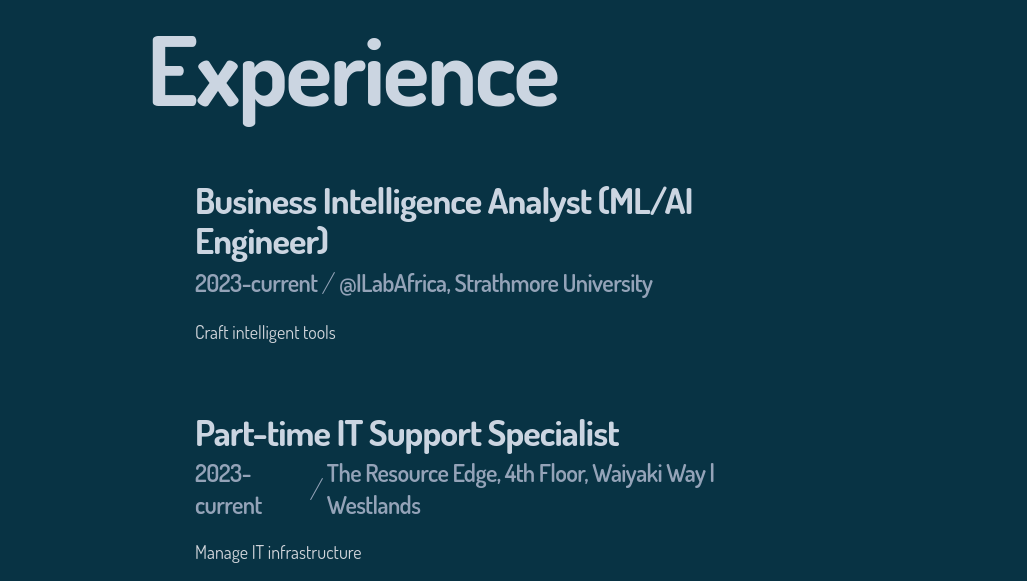 Experience
Business Intelligence Analyst (ML/AI
Engineer)
2023-current / @ILabAfrica, Strathmore University
Craft intelligent tools
Part-time IT Support Specialist
2023- / The Resource Edge, 4th Floor, Waiyaki Way |
current Westlands
Manage IT infrastructure